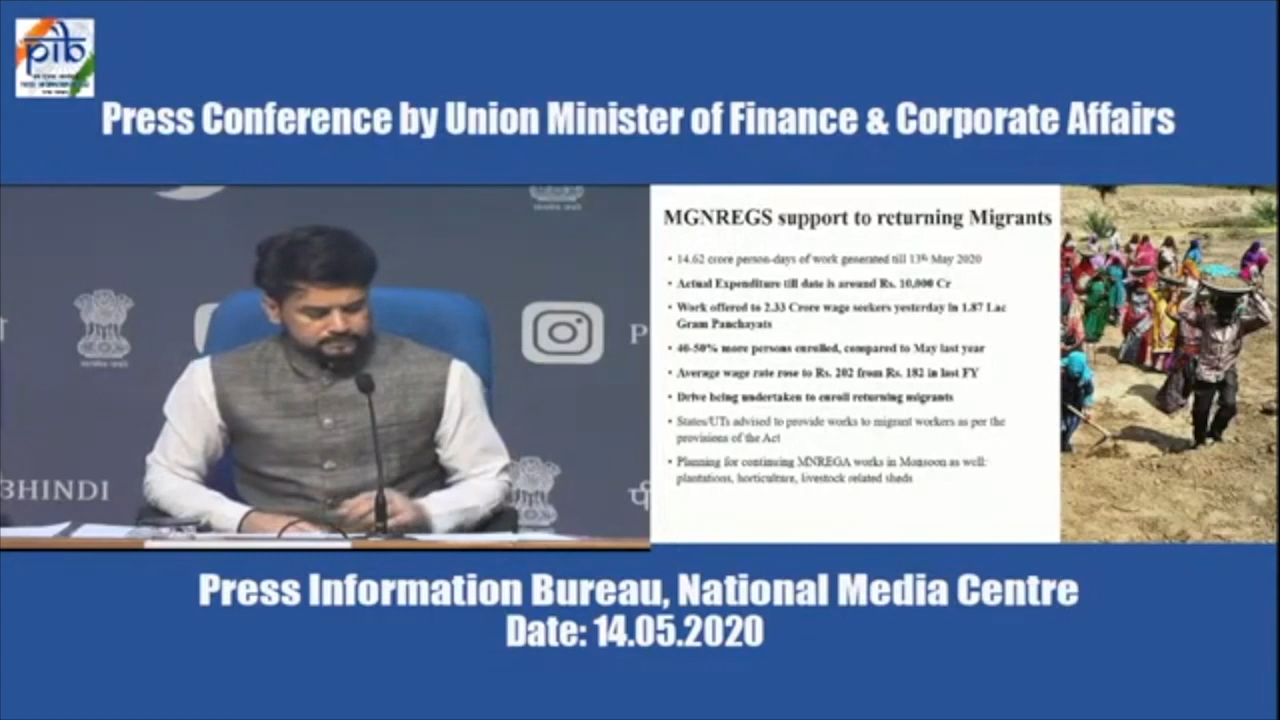 pib
Press Conference by Union Minister of Finance & Corporate Affairs
3HINDI
P
पी
MGNREGS support to returning Migrants
• 14.62 crore person-days of work generated till 13th May 2020
• Actual Expenditure till date is around Rs. 10,000 Cr
• Work offered to 2.33 Crore wage seekers yesterday in 1.87 Lac
Gram Panchayats
• 40-50% more persons enrolled, compared to May last year
• Average wage rate rose to Rs. 202 from Rs. 182 in last FY
• Drive being undertaken to enroll returning migrants
• States/UTs advised to provide works to migrant workers as per the
provisions of the Act
• Planning for continuing MNREGA works in Monsoon as well:
plantations, horticulture, livestock related sheds
Press Information Bureau, National Media Centre
Date: 14.05.2020